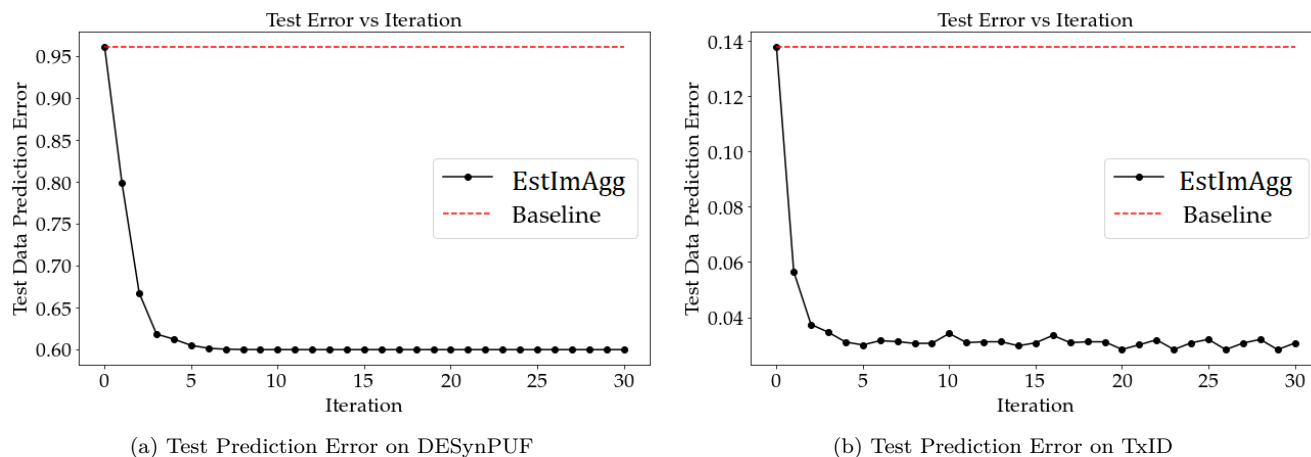 Test Error vs Iteration
Test Data Prediction Error
0.95
0.90
0.85
0.80
0.75
0.70
0.65
0.60
EstImAgg
Baseline
0 5 10 15 20 25 30
Iteration
(a) Test Prediction Error on DESynPUF
Test Error vs Iteration
Test Data Prediction Error
0.14
0.12
0.10
0.08
0.06
0.04
EstImAgg
Baseline
0 5 10 15 20 25 30
Iteration
(b) Test Prediction Error on TxID